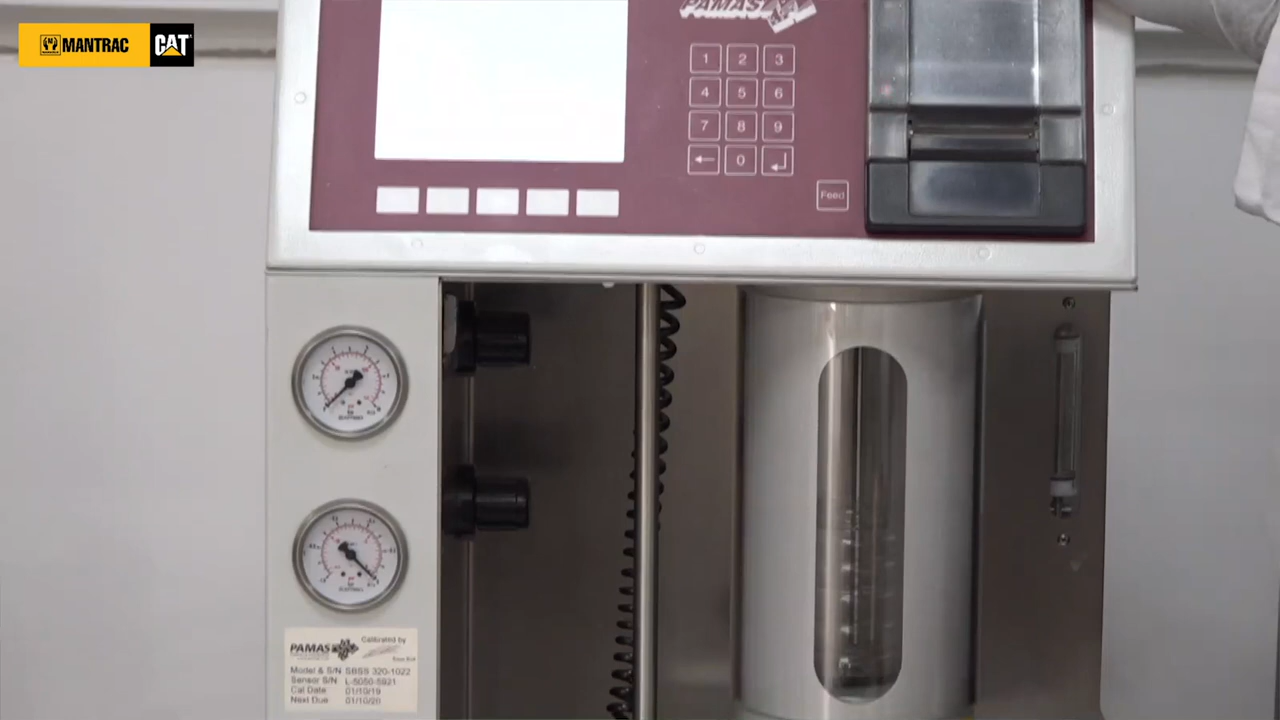 MANTRAC CAT
PAMAS
1 2 3
4 5 6
7 8 9
0
Feed
PAMAS Calibrated by
Model & S/N SBSS 320-1022
Sensor S/N L-5050-5921
Cal Date 01/10/19
Next Due 01/10/20